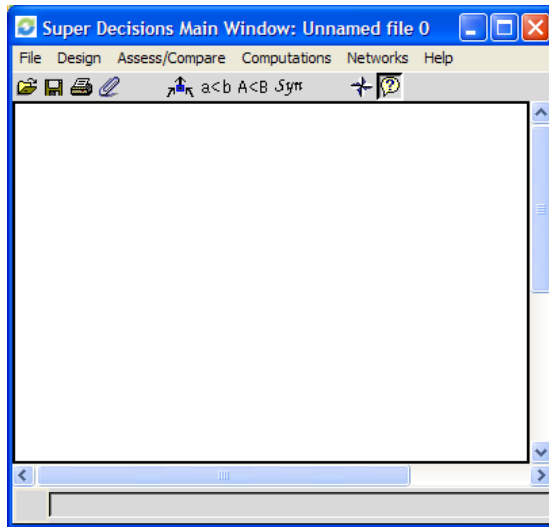 Super Decisions Main Window: Unnamed file 0
File Design Assess/Compare Computations Networks Help
a<b A<B Syn